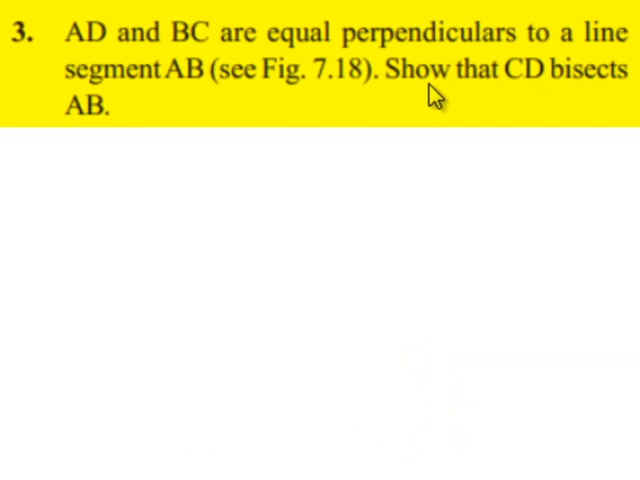 3. AD and BC are equal perpendiculars to a line
segment AB (see Fig. 7.18). Show that CD bisects
AB.